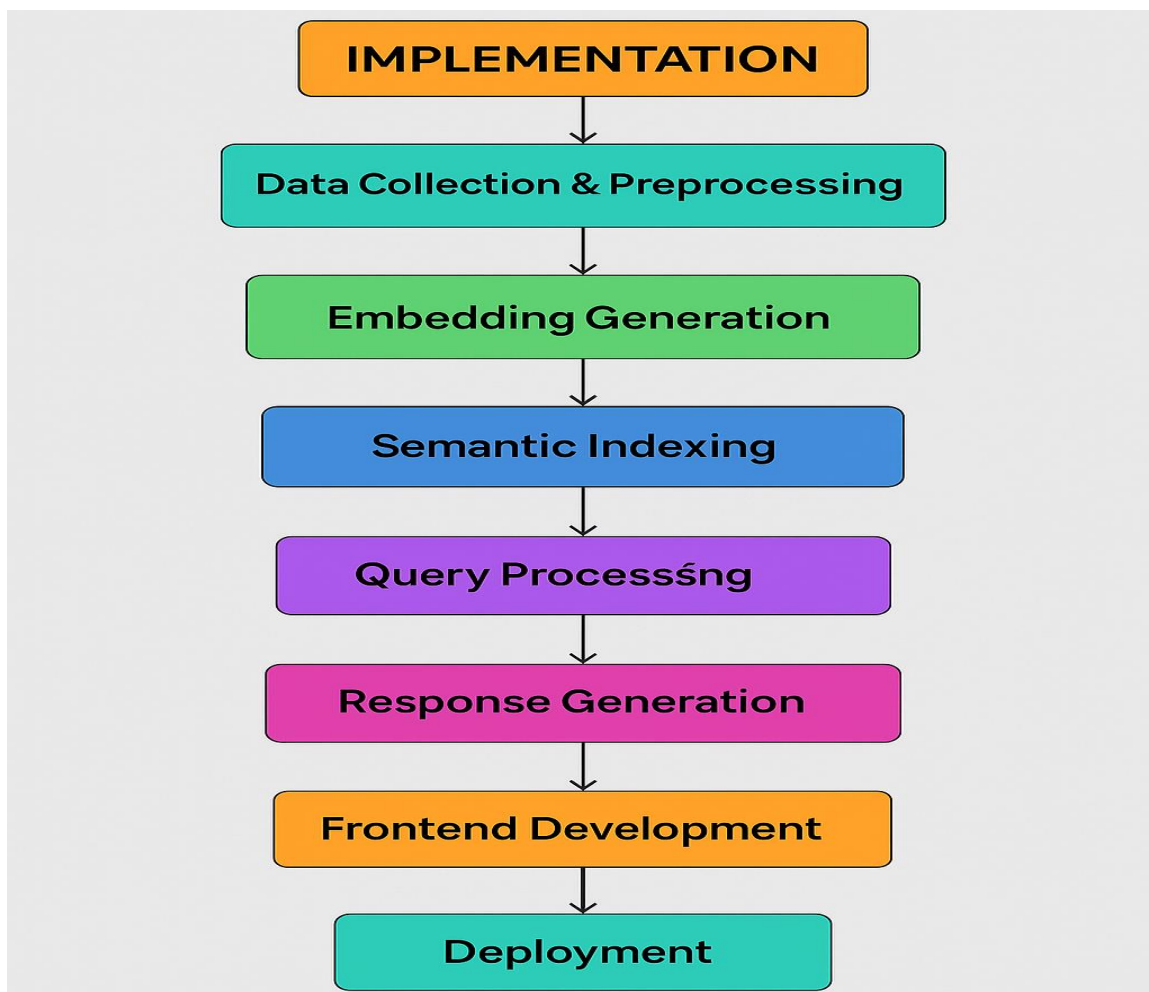 IMPLEMENTATION
Data Collection & Preprocessing
Embedding Generation
Semantic Indexing
Query Processśng
Response Generation
Frontend Development
Deployment